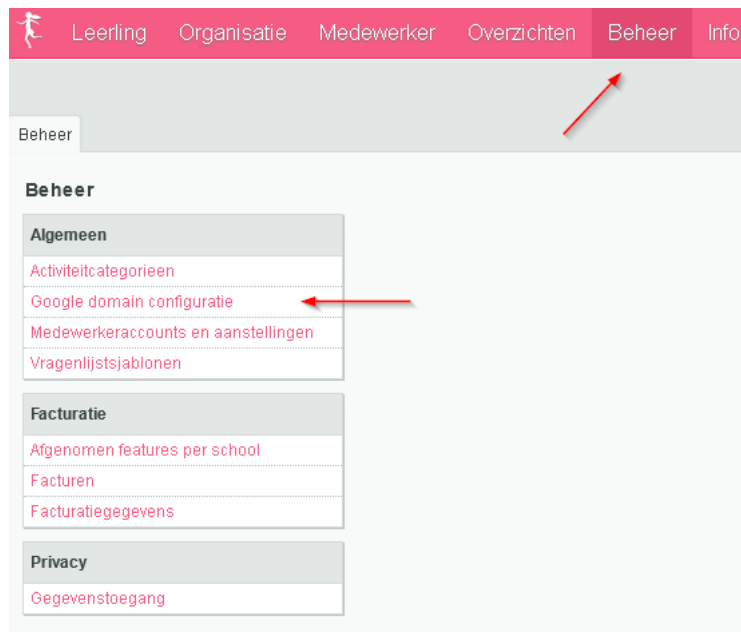 Leerling Organisatie Medewerker Overzichten Beheer Info
Beheer
Beheer
Algemeen
Activiteitcategorieen
Google domain configuratie
Medewerkeraccounts en aanstellingen
Vragenlijstsjablonen
Facturatie
Afgenomen features per school
Facturen
Facturatiegegevens
Privacy
Gegevenstoegang